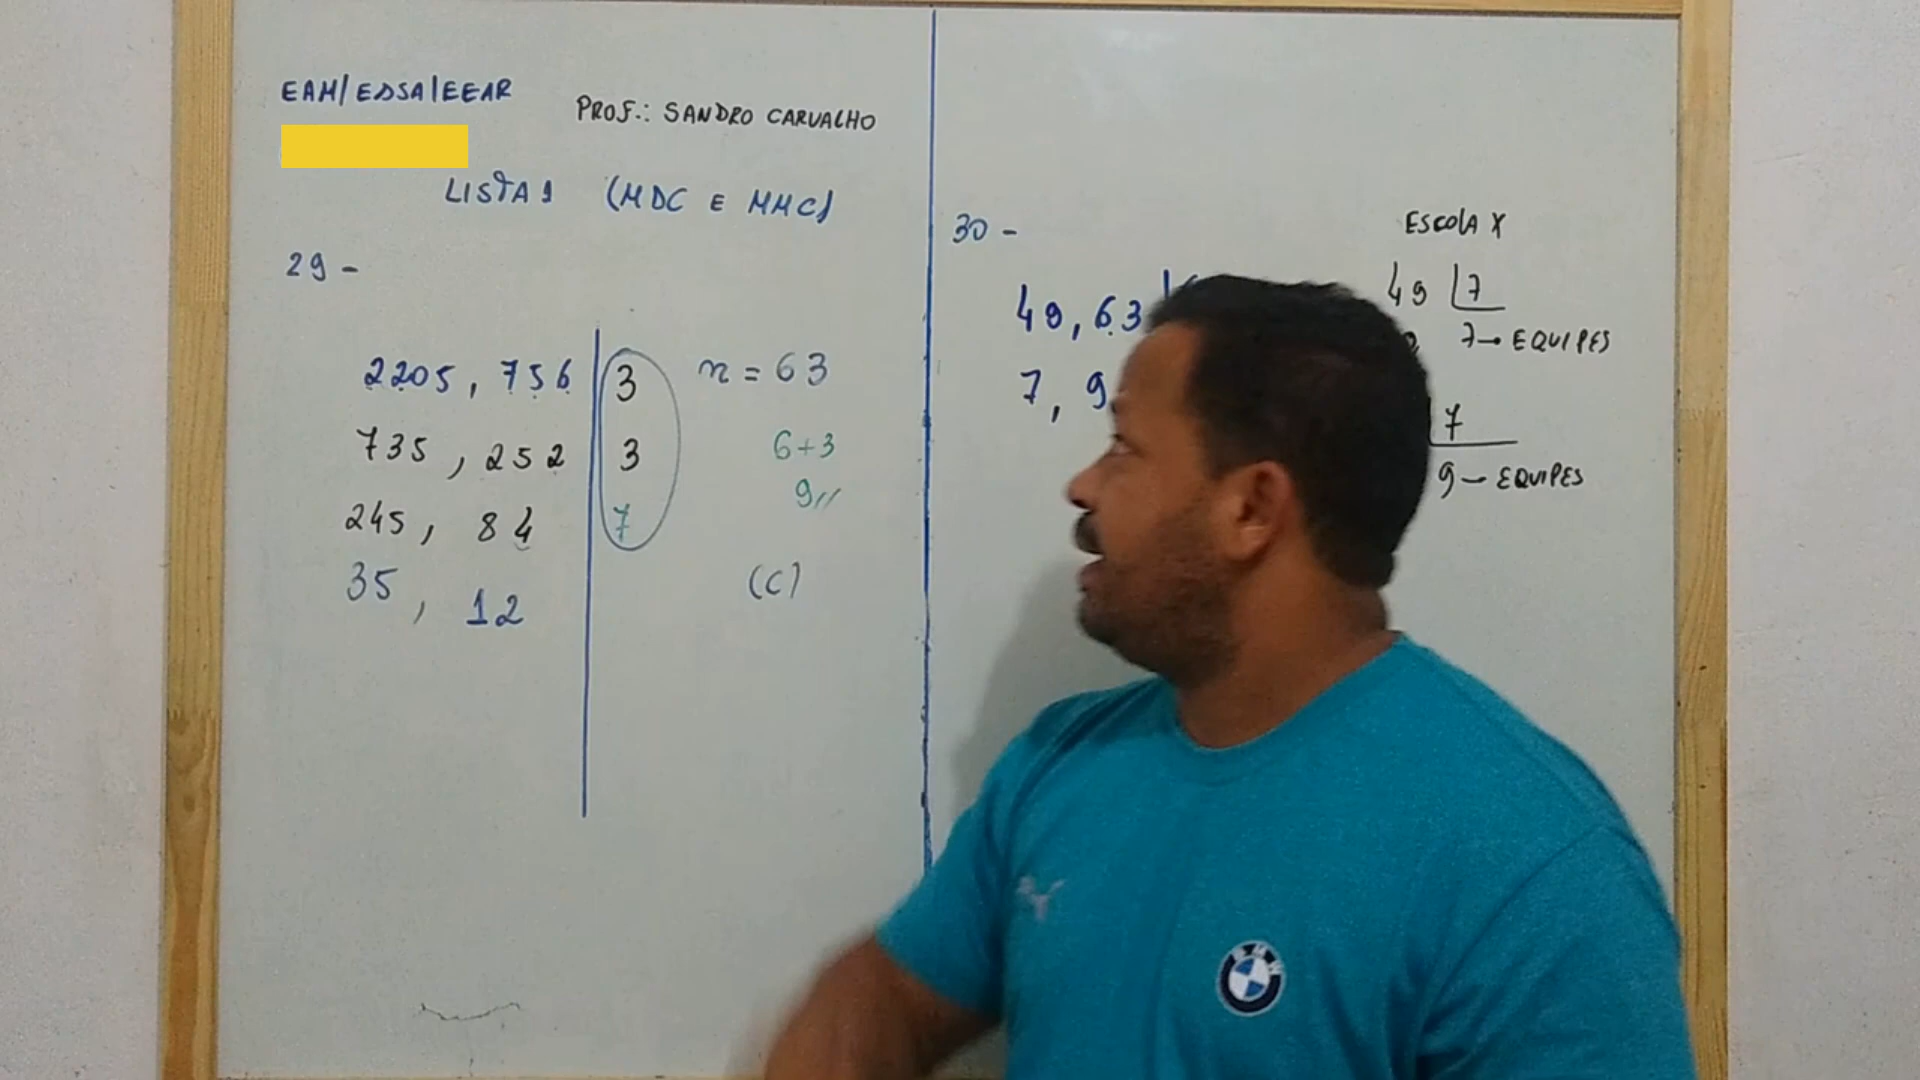 EAM/ESSA/EEAR
PROF.: SANDRO CARVALHO
LISTA 1 (MDC E MMC)
29 -
2205, 756 | 3
735, 252 | 3
245, 84 | 7
35, 12
n = 63
6+3
9//
(C)
30 -
49, 63
7, 9
ESCOLA X
49 | 7
7→ EQUIPES
7
9 — EQUIPES
BMW